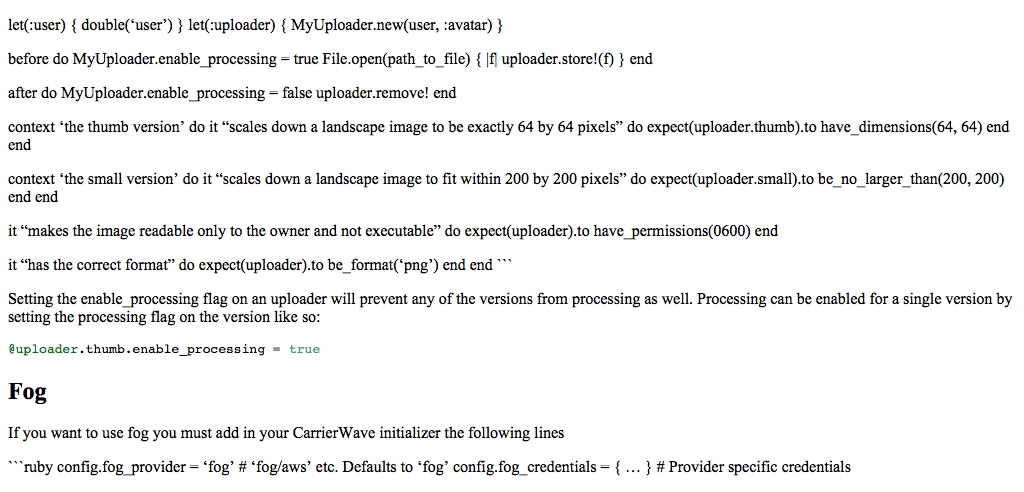 let(:user) { double(‘user’) } let(:uploader) { MyUploader.new(user, :avatar) }
before do MyUploader.enable_processing = true File.open(path_to_file) { |f| uploader.store!(f) } end
after do MyUploader.enable_processing = false uploader.remove! end
context ‘the thumb version’ do it “scales down a landscape image to be exactly 64 by 64 pixels” do expect(uploader.thumb).to have_dimensions(64, 64) end
end
context ‘the small version’ do it “scales down a landscape image to fit within 200 by 200 pixels” do expect(uploader.small).to be_no_larger_than(200, 200)
end end
it “makes the image readable only to the owner and not executable” do expect(uploader).to have_permissions(0600) end
it “has the correct format” do expect(uploader).to be_format(‘png’) end end ```
Setting the enable_processing flag on an uploader will prevent any of the versions from processing as well. Processing can be enabled for a single version by
setting the processing flag on the version like so:
@uploader.thumb.enable_processing = true
Fog
If you want to use fog you must add in your CarrierWave initializer the following lines
```ruby config.fog_provider = ‘fog’ # ‘fog/aws’ etc. Defaults to ‘fog’ config.fog_credentials = { … } # Provider specific credentials